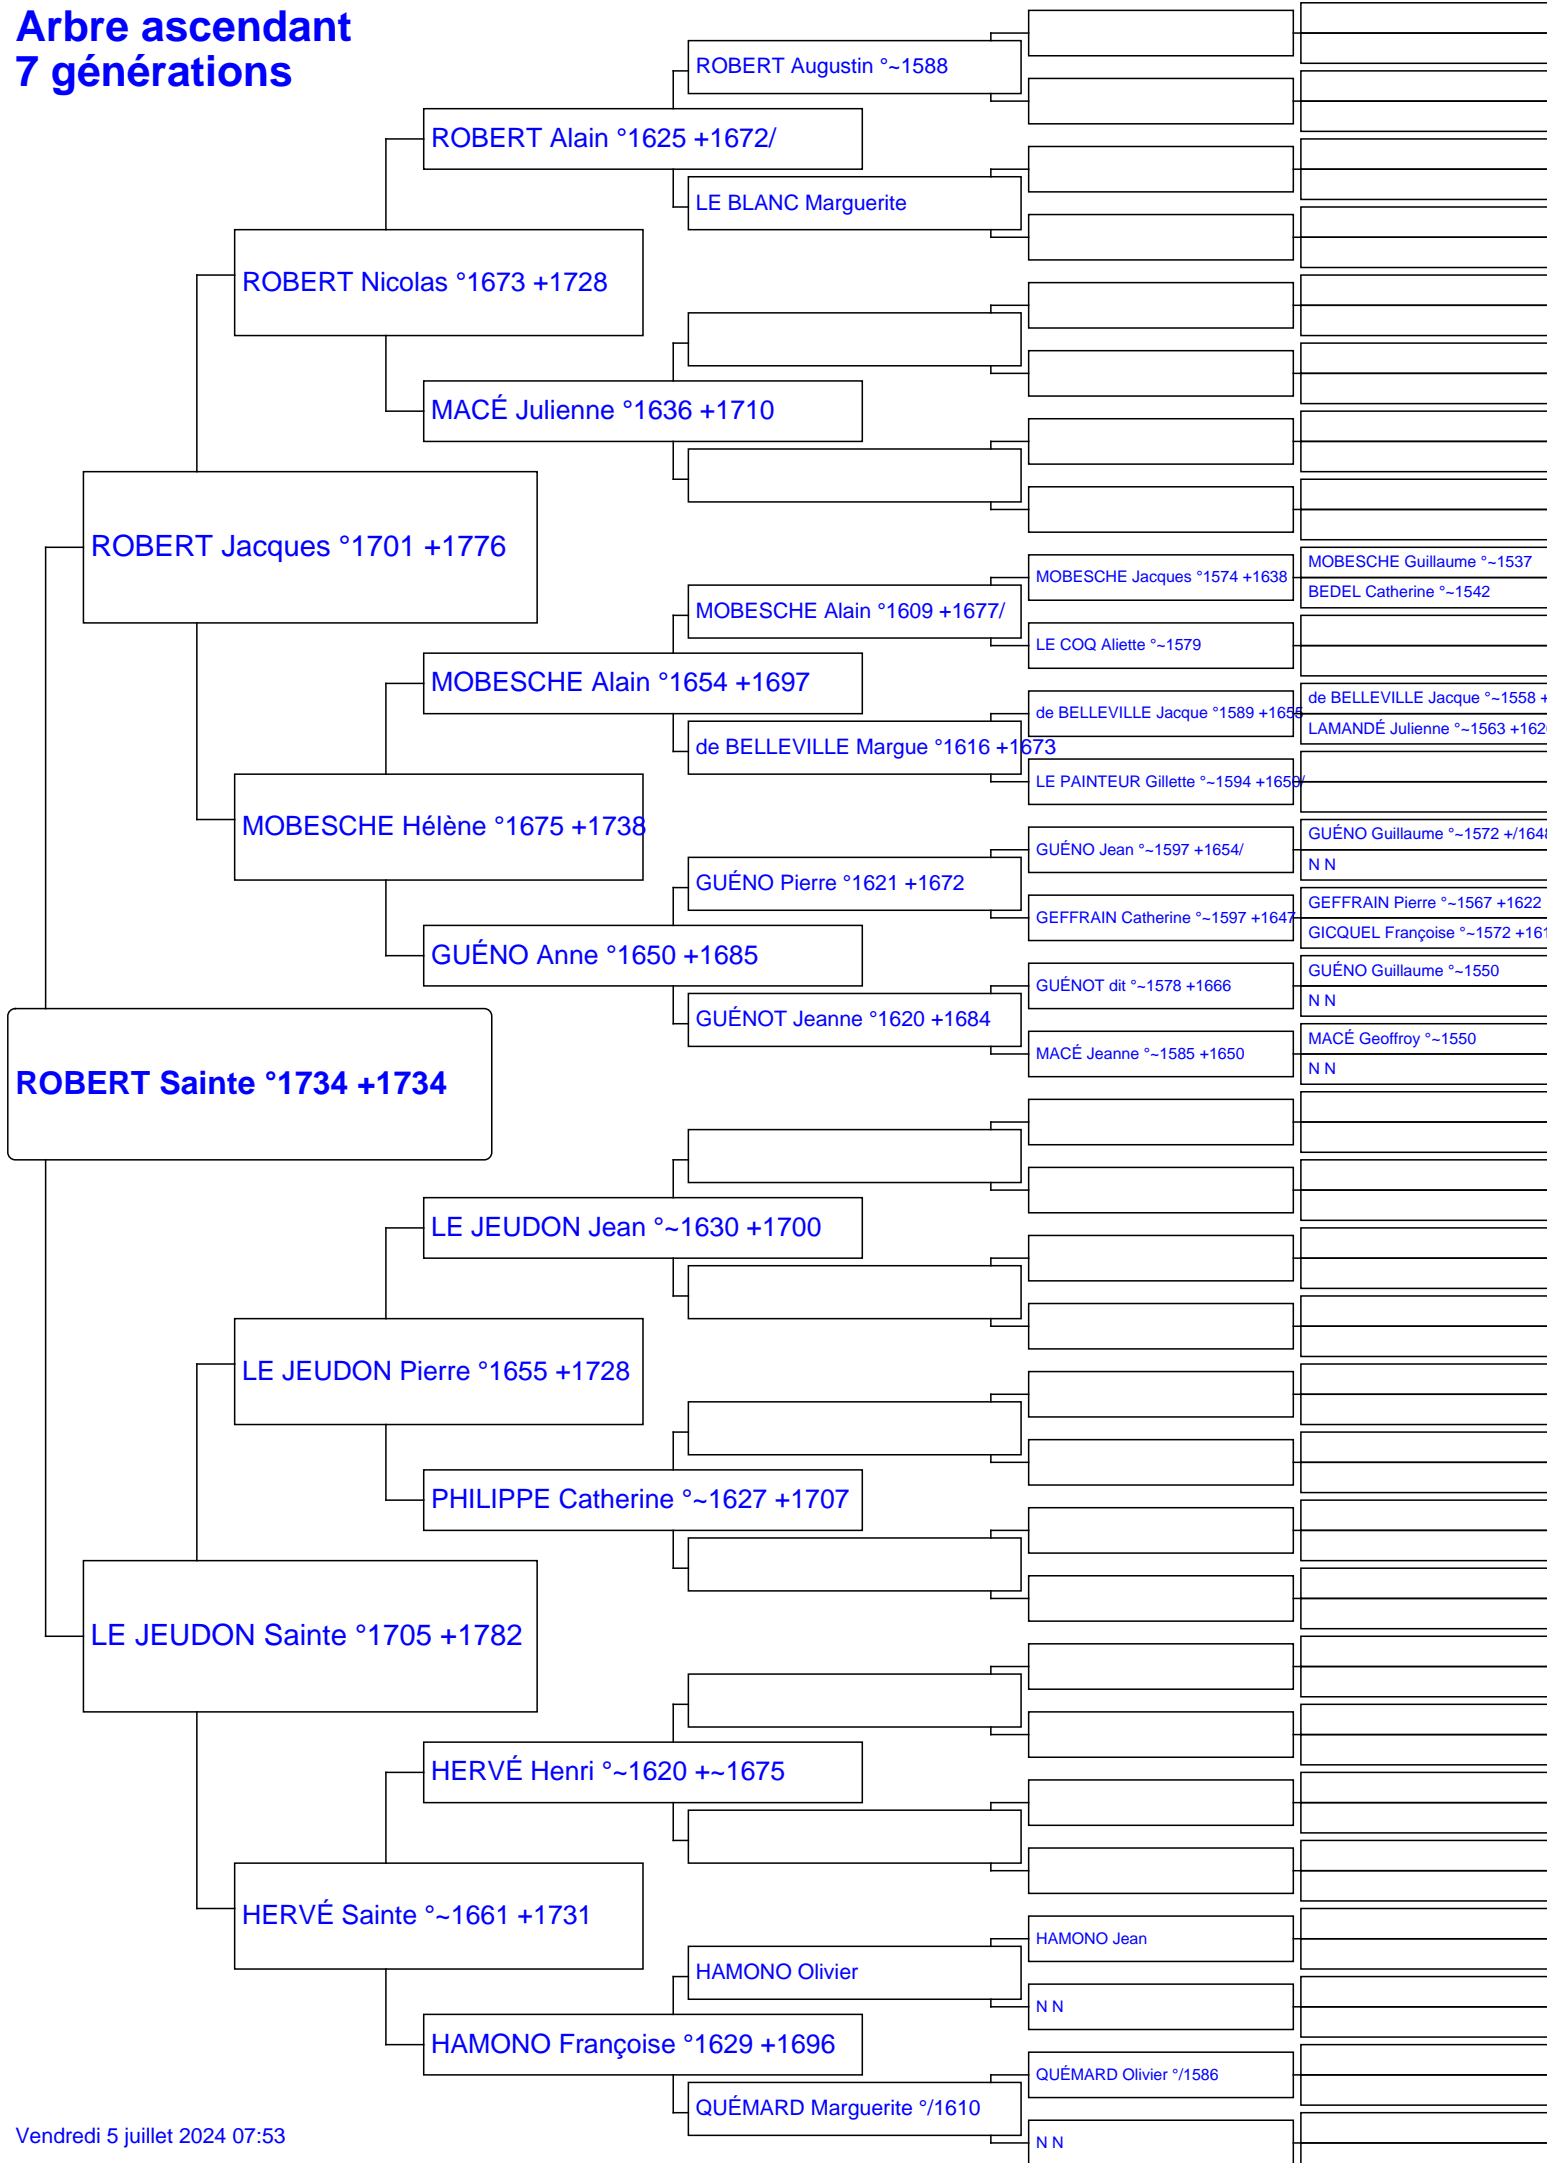 Arbre ascendant
7 générations
ROBERT Augustin °~1588
ROBERT Alain °1625 +1672/
LE BLANC Marguerite
ROBERT Nicolas °1673 +1728
MACÉ Julienne °1636 +1710
ROBERT Jacques °1701 +1776
MOBESCHE Guillaume °~1537
MOBESCHE Jacques °1574 +1638
BEDEL Catherine °~1542
MOBESCHE Alain °1609 +1677/
LE COQ Aliette °~1579
MOBESCHE Alain °1654 +1697
de BELLEVILLE Jacque °~1558 +
de BELLEVILLE Jacque °1589 +1655
LAMANDÉ Julienne °~1563 +162
de BELLEVILLE Margue °1616 +1673
LE PAINTEUR Gillette °~1594 +1650/
MOBESCHE Hélène °1675 +1738
GUÉNO Guillaume °~1572 +/1648
GUÉNO Jean °~1597 +1654/
N N
GUÉNO Pierre °1621 +1672
GEFFRAIN Pierre °~1567 +1622
GEFFRAIN Catherine °~1597 +1647
GICQUEL Françoise °~1572 +161
GUÉNO Anne °1650 +1685
GUÉNO Guillaume °~1550
GUÉNOT dit °~1578 +1666
N N
GUÉNOT Jeanne °1620 +1684
MACÉ Geoffroy °~1550
MACÉ Jeanne °~1585 +1650
N N
ROBERT Sainte °1734 +1734
LE JEUDON Jean °~1630 +1700
LE JEUDON Pierre °1655 +1728
PHILIPPE Catherine °~1627 +1707
LE JEUDON Sainte °1705 +1782
HERVÉ Henri °~1620 +~1675
HERVÉ Sainte °~1661 +1731
HAMONO Jean
HAMONO Olivier
N N
HAMONO Françoise °1629 +1696
QUÉMARD Olivier °/1586
QUÉMARD Marguerite °/1610
N N
Vendredi 5 juillet 2024 07:53